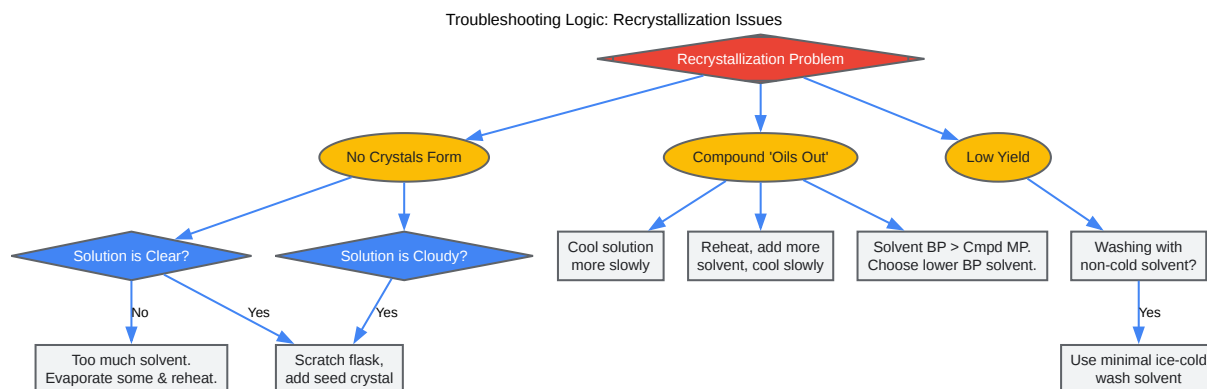 Troubleshooting Logic: Recrystallization Issues
Recrystallization Problem
No Crystals Form
Compound 'Oils Out'
Low Yield
Solution is Clear?
Solution is Cloudy?
Cool solution
more slowly
Reheat, add more
solvent, cool slowly
Solvent BP > Cmpd MP.
Choose lower BP solvent.
Washing with
non-cold solvent?
No
Yes
Yes
Yes
Too much solvent.
Evaporate some & reheat.
Scratch flask,
add seed crystal
Use minimal ice-cold
wash solvent